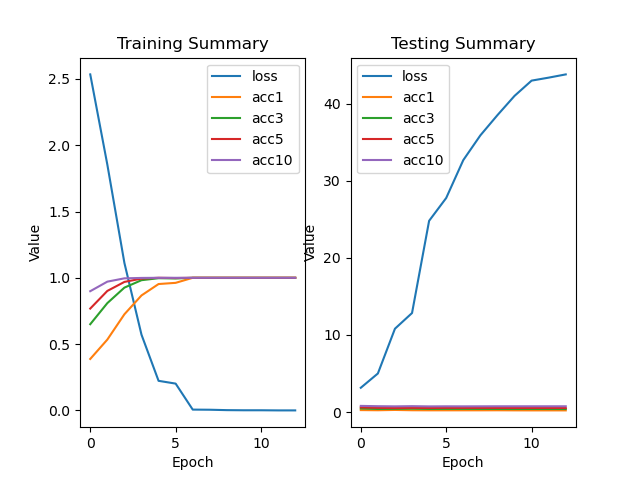 Training Summary
Value
2.5
2.0
1.5
1.0
0.5
0.0
loss
acc1
acc3
acc5
acc10
0 5 10
Epoch
Testing Summary
Value
40
30
20
10
0
loss
acc1
acc3
acc5
acc10
0 5 10
Epoch